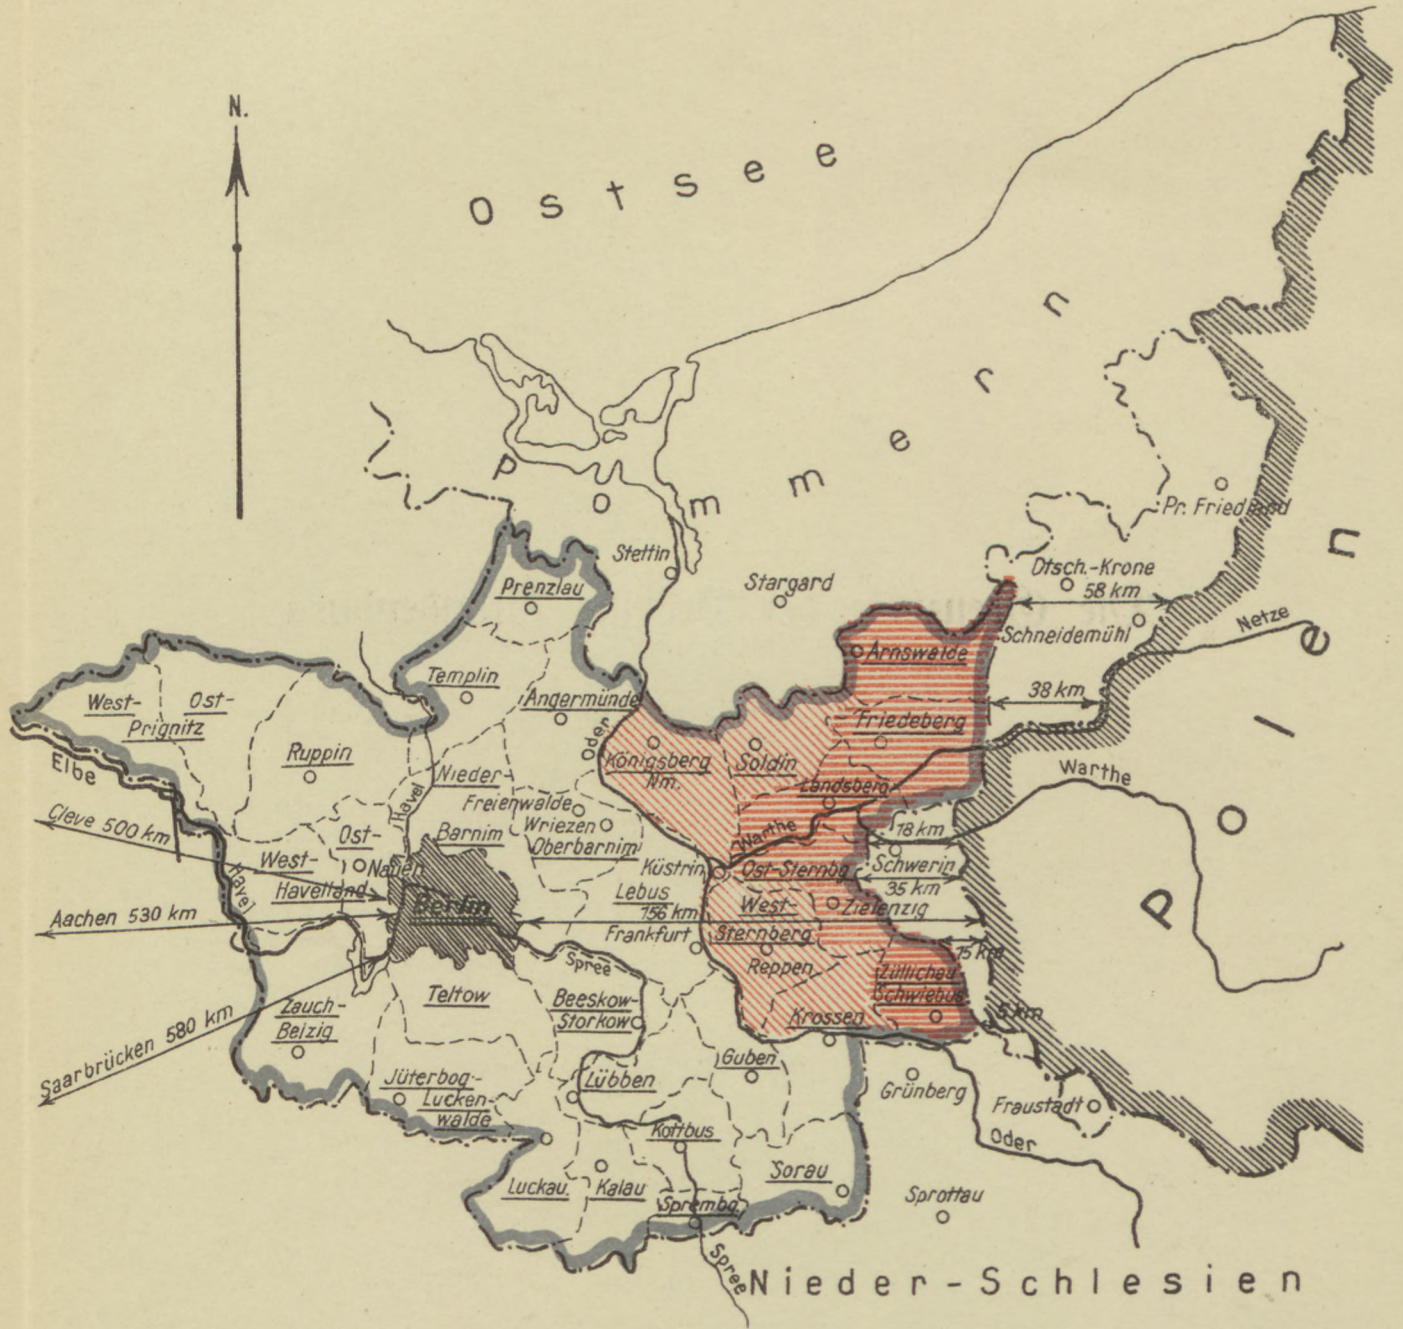 N.
Ostsee
Pommern
Polen
Stettin
Stargard
Pr. Friedland
Dtsch.-Krone
58 km
Schneidemühl
Netze
38 km
Prenzlau
Templin
Angermünde
Arnswalde
Friedeberg
West-
Prignitz
Ost-
Ruppin
Elbe
Oder
Königsberg
Nm.
Soldin
Landsberg
Warthe
Warthe
Nieder-
Barnim
Havel
Freienwalde
Wriezen
Oberbarnim
Cleve 500 km
Ost-
Nauen
West-
Havelland
Havel
Küstrin
Ost-Sternbg.
18 km
Schwerin
35 km
Aachen 530 km
Berlin
Lebus
156 km
Frankfurt
West-
Sternberg
Zielenzig
Reppen
15 km
Züllichau
Schwiebus
5 km
Spree
Saarbrücken 580 km
Zauch-
Belzig
Teltow
Beeskow-
Storkow
Krossen
Guben
Grünberg
Fraustadt
Oder
Jüterbog-
Lucken-
walde
Lübben
Kottbus
Luckau
Kalau
Sprembg.
Sorau
Sprottau
Spree
Nieder-Schlesien